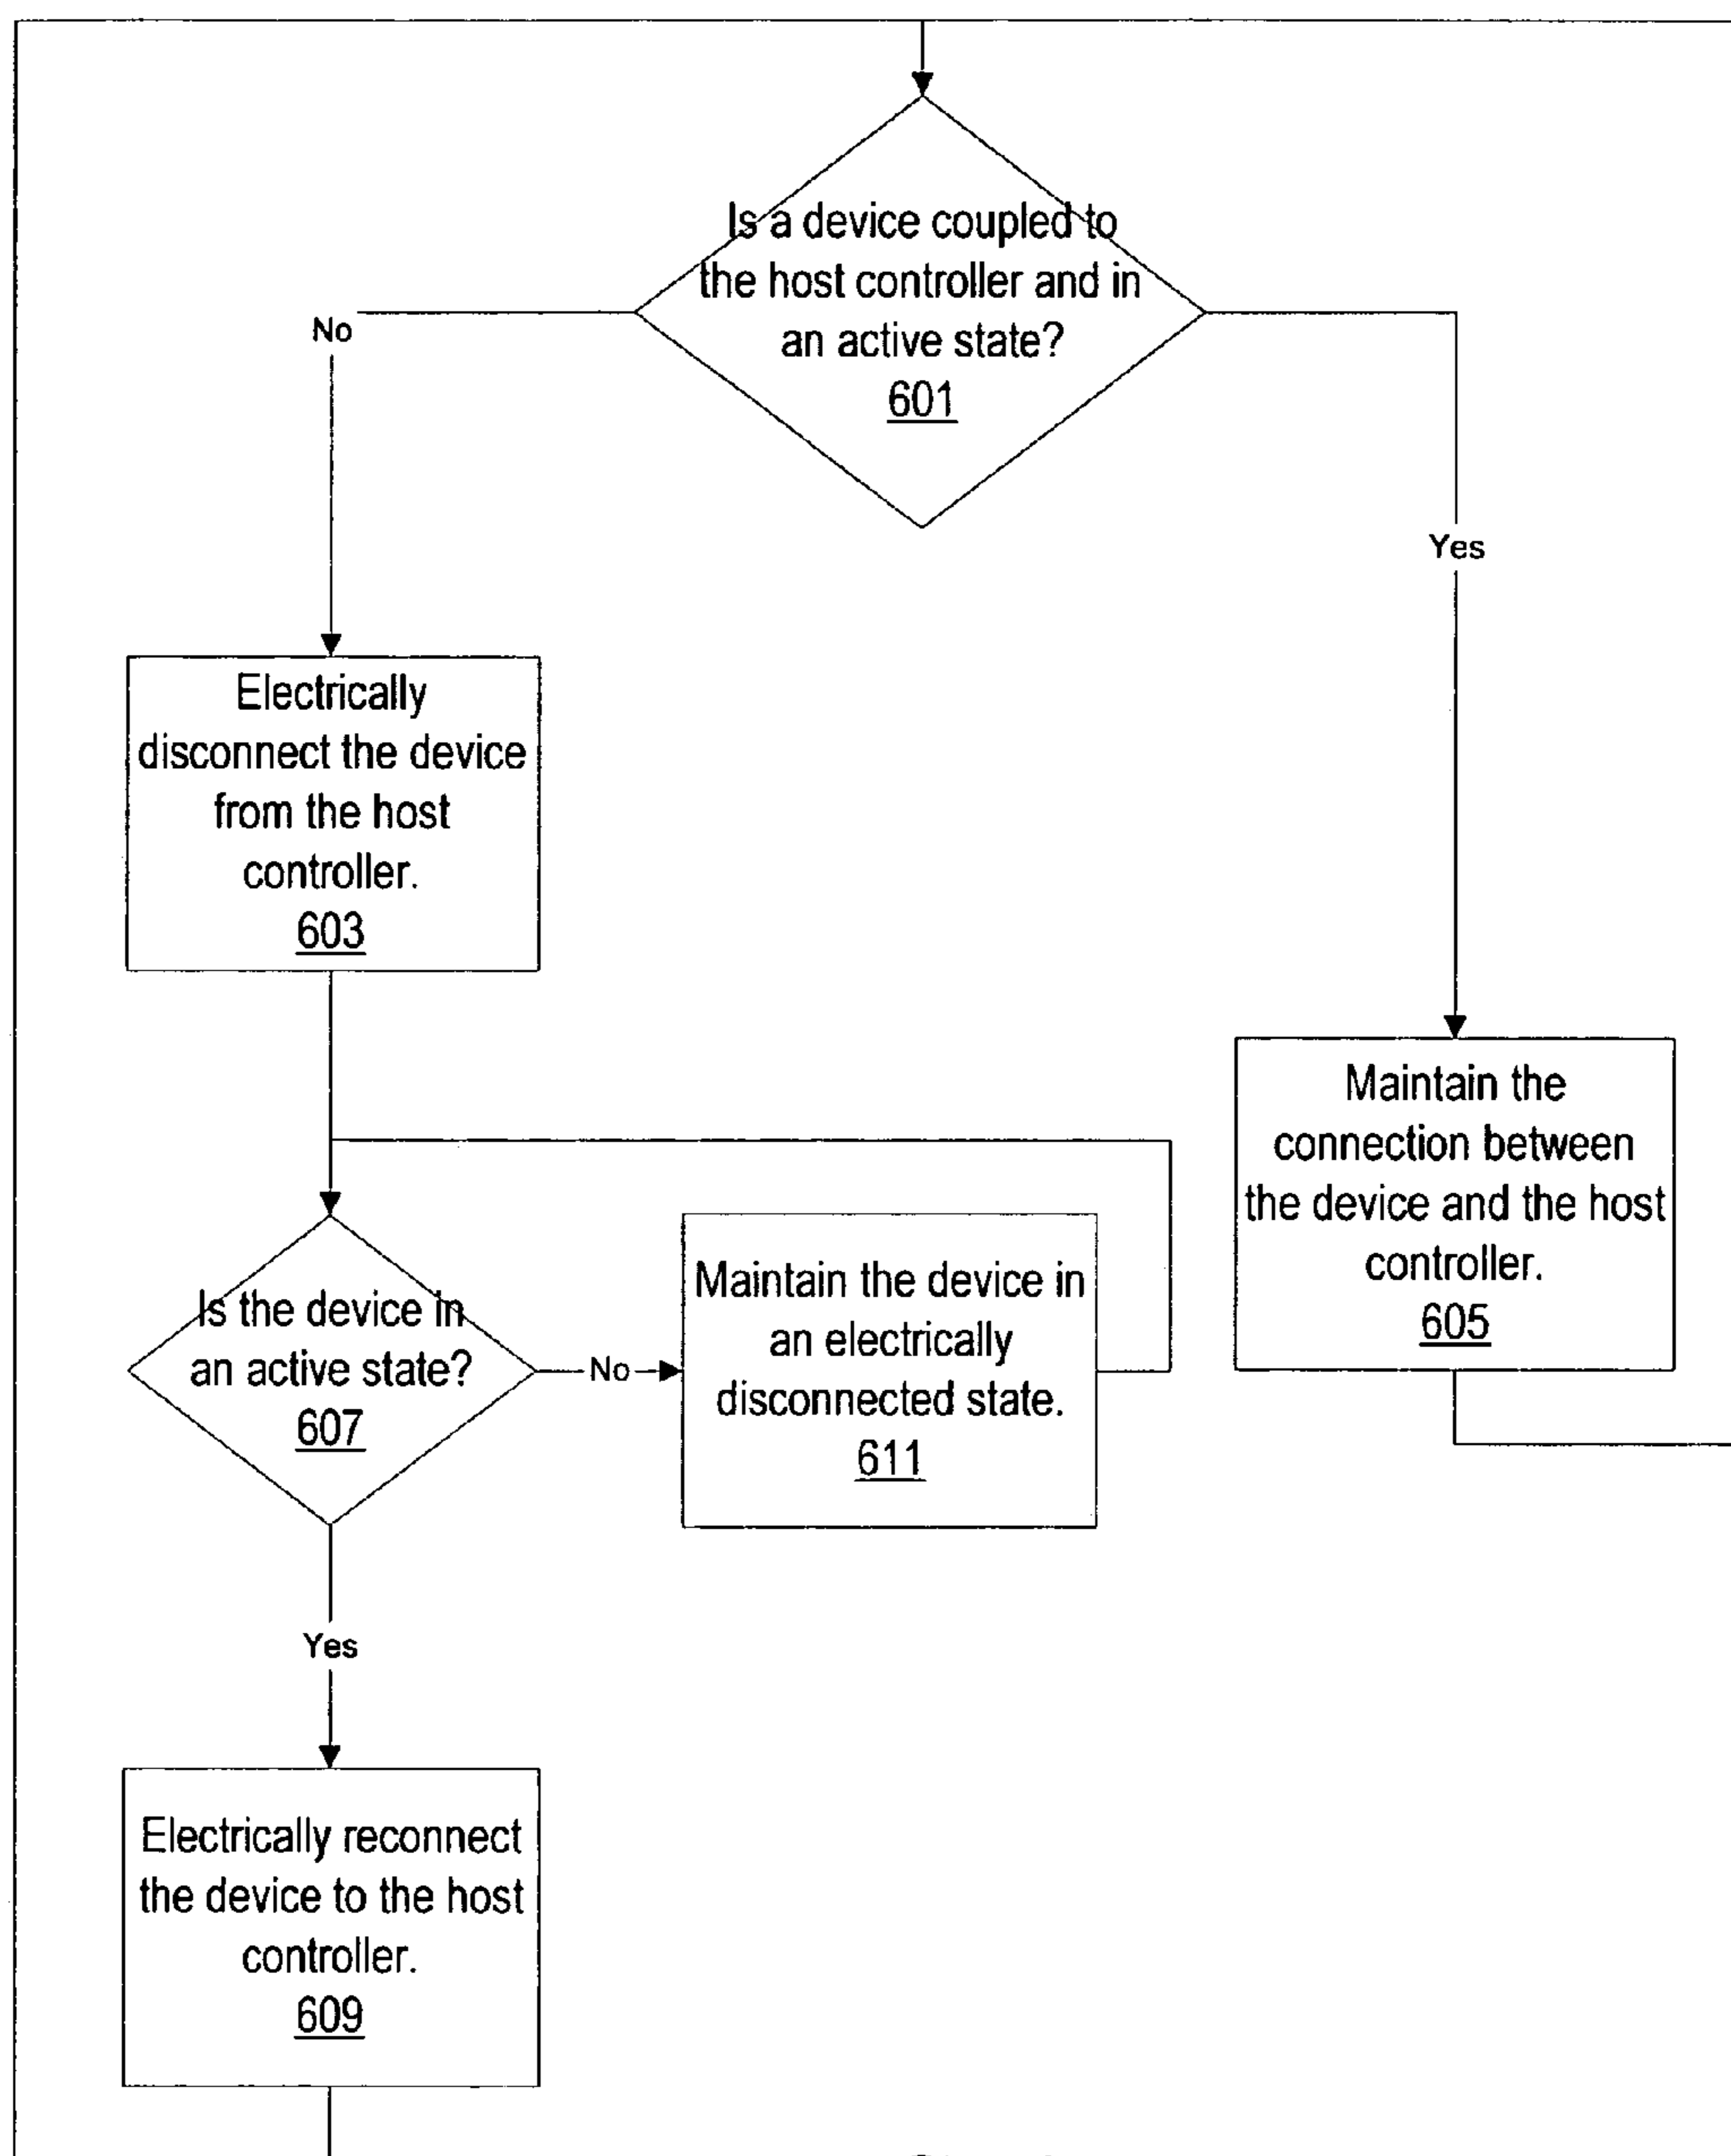 Is a device coupled to
the host controller and in
an active state?
601
No
Yes
Electrically
disconnect the device
from the host
controller.
603
Maintain the
connection between
the device and the host
controller.
605
Is the device in
an active state?
607
No
Maintain the device in
an electrically
disconnected state.
611
Yes
Electrically reconnect
the device to the host
controller.
609